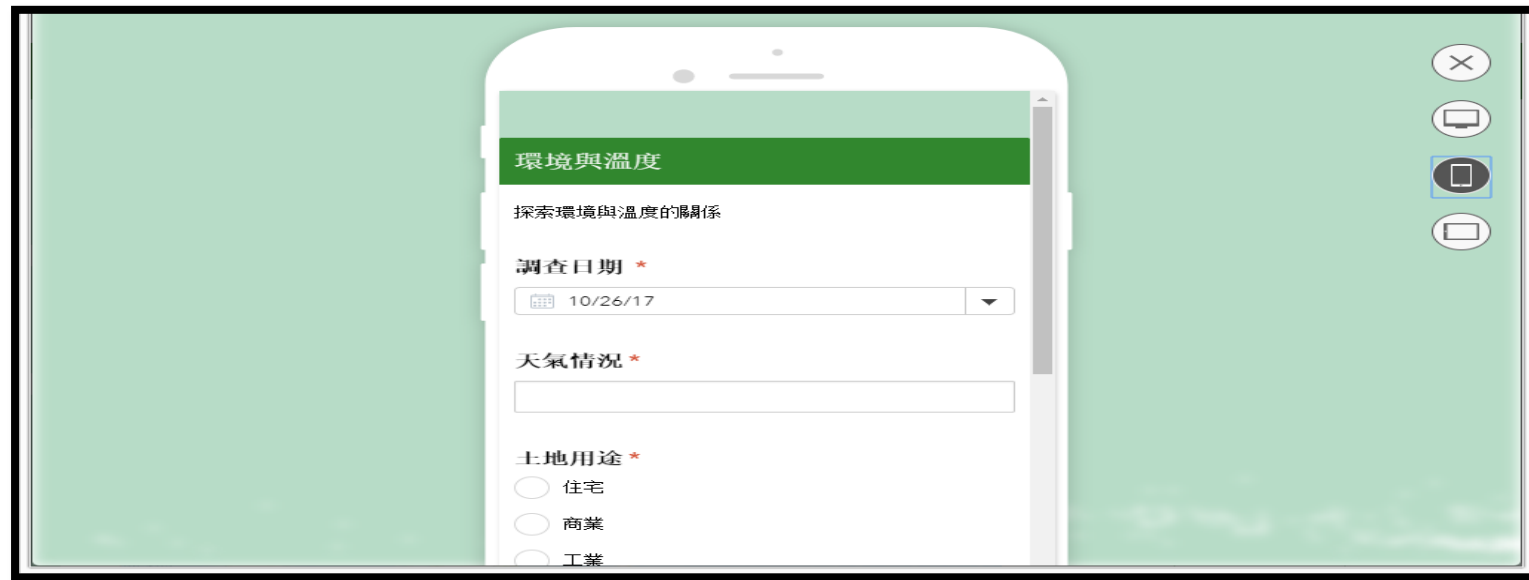 環境與溫度
探索環境與溫度的關係
調查日期 *
10/26/17
天氣情況 *
土地用途 *
住宅
商業
工業